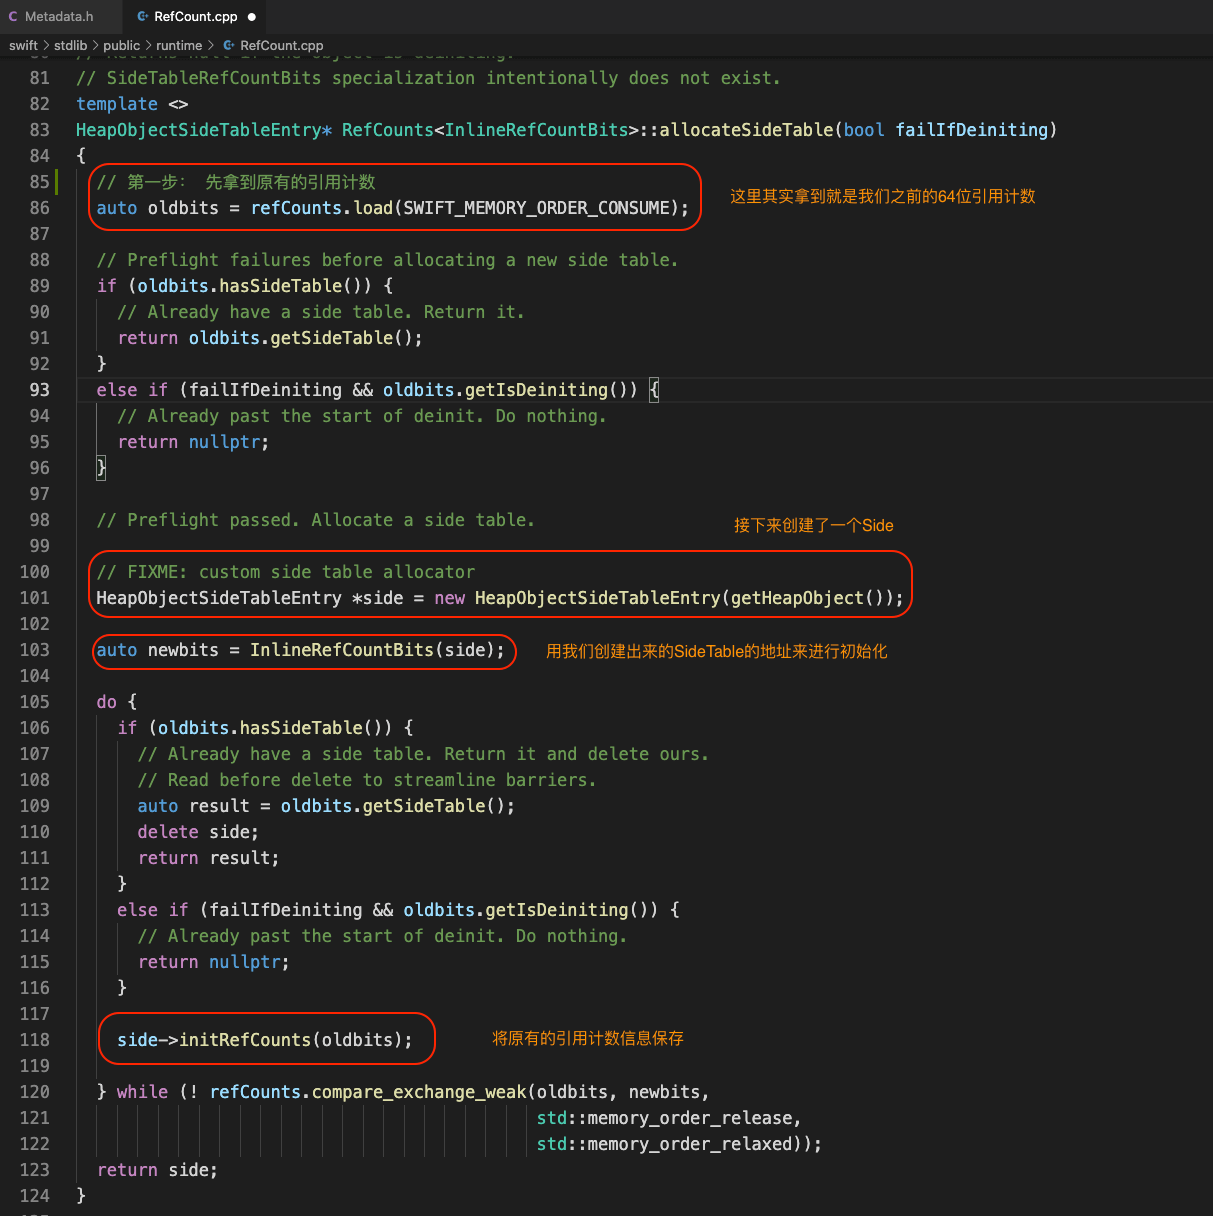 Metadata.h
RefCount.cpp
swift > stdlib > public > runtime > RefCount.cpp
80 // Returns null if the object is deiniting.
81 // SideTableRefCountBits specialization intentionally does not exist.
82 template <>
83 HeapObjectSideTableEntry* RefCounts<InlineRefCountBits>::allocateSideTable(bool failIfDeiniting)
84 {
85 // 第一步： 先拿到原有的引用计数
86 auto oldbits = refCounts.load(SWIFT_MEMORY_ORDER_CONSUME);
这里其实拿到就是我们之前的64位引用计数
87
88 // Preflight failures before allocating a new side table.
89 if (oldbits.hasSideTable()) {
90 // Already have a side table. Return it.
91 return oldbits.getSideTable();
92 }
93 else if (failIfDeiniting && oldbits.getIsDeiniting()) {
94 // Already past the start of deinit. Do nothing.
95 return nullptr;
96 }
97
98 // Preflight passed. Allocate a side table.
接下来创建了一个Side
99
100 // FIXME: custom side table allocator
101 HeapObjectSideTableEntry *side = new HeapObjectSideTableEntry(getHeapObject());
102
103 auto newbits = InlineRefCountBits(side);
用我们创建出来的SideTable的地址来进行初始化
104
105 do {
106 if (oldbits.hasSideTable()) {
107 // Already have a side table. Return it and delete ours.
108 // Read before delete to streamline barriers.
109 auto result = oldbits.getSideTable();
110 delete side;
111 return result;
112 }
113 else if (failIfDeiniting && oldbits.getIsDeiniting()) {
114 // Already past the start of deinit. Do nothing.
115 return nullptr;
116 }
117
118 side->initRefCounts(oldbits);
将原有的引用计数信息保存
119
120 } while (! refCounts.compare_exchange_weak(oldbits, newbits,
121 std::memory_order_release,
122 std::memory_order_relaxed));
123 return side;
124 }